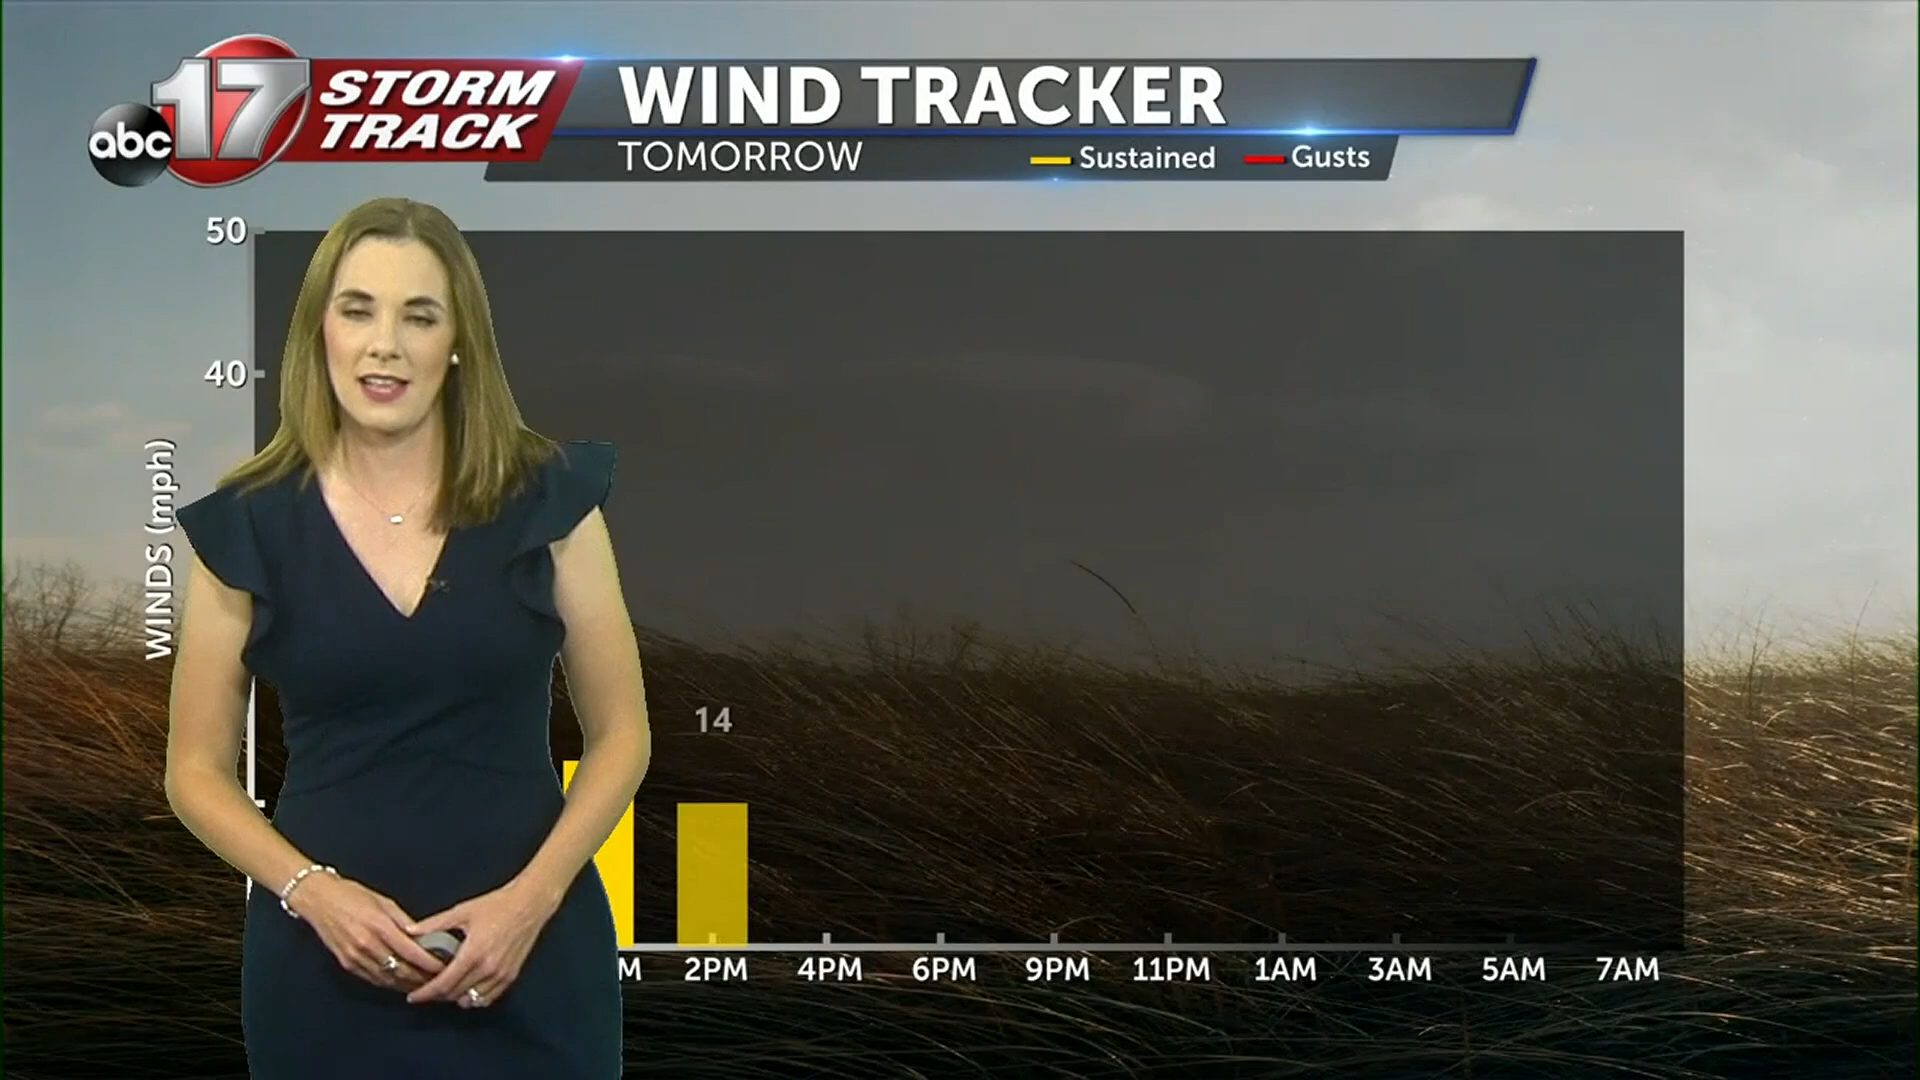 abc 17 STORM TRACK
WIND TRACKER
TOMORROW
Sustained
Gusts
50
40
WINDS (mph)
14
M
2PM
4PM
6PM
9PM
11PM
1AM
3AM
5AM
7AM